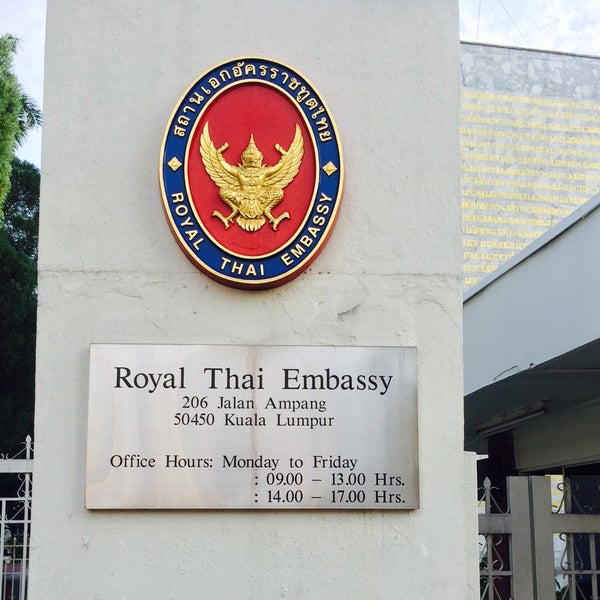 สถานเอกอัครราชทูตไทย
ROYAL THAI EMBASSY
Royal Thai Embassy
206 Jalan Ampang
50450 Kuala Lumpur
Office Hours: Monday to Friday
: 09.00 – 13.00 Hrs.
: 14.00 – 17.00 Hrs.